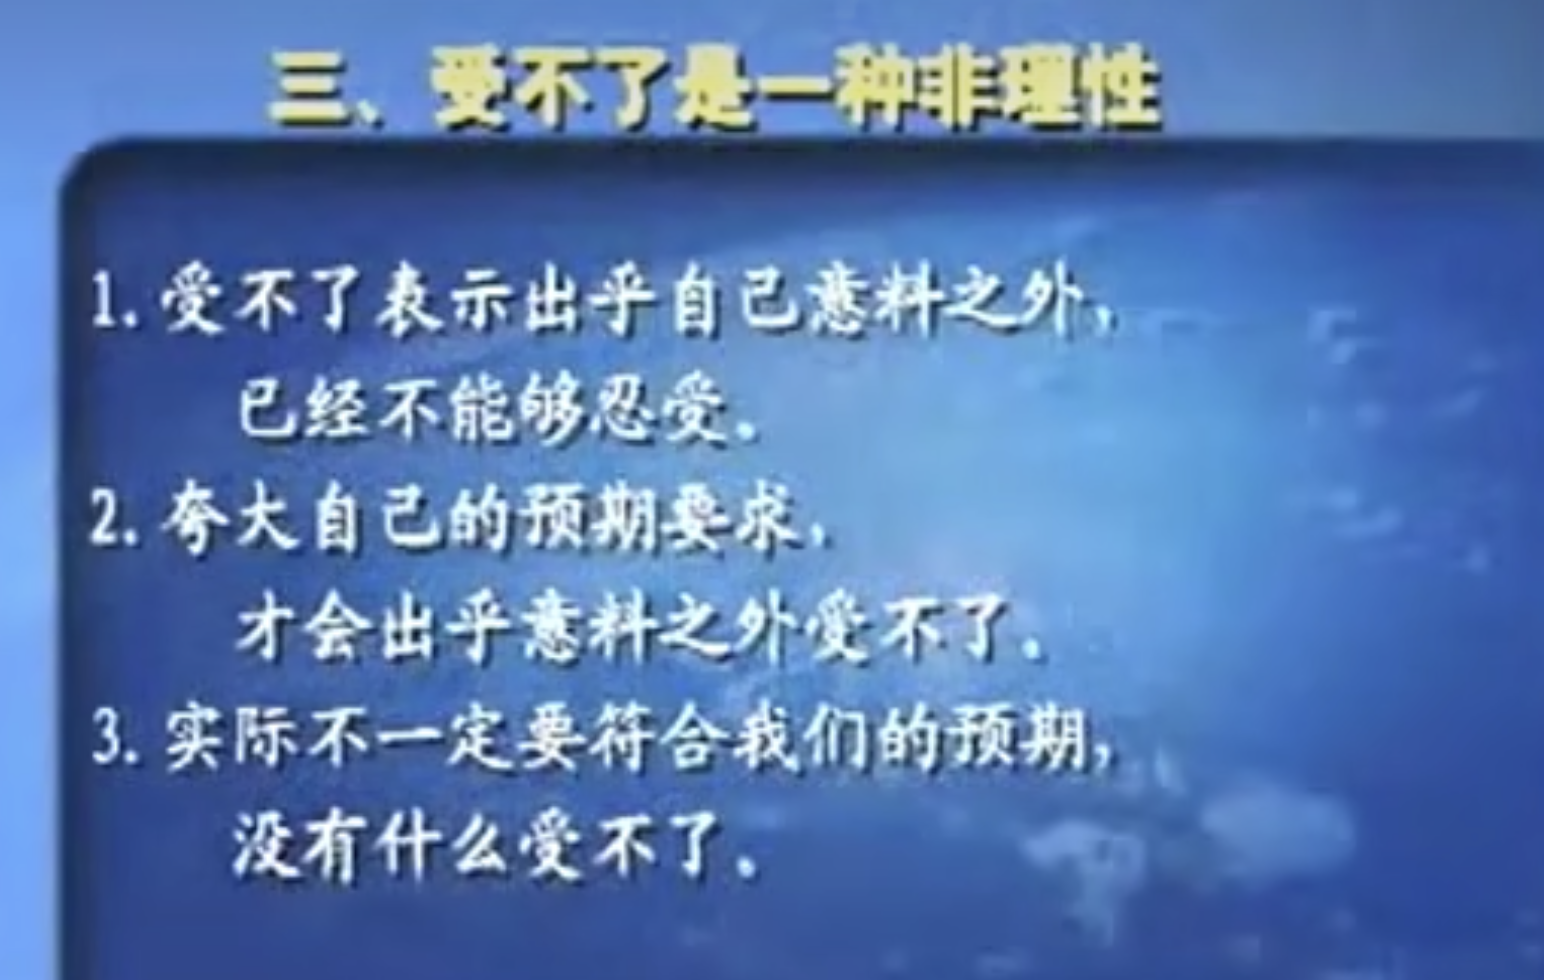 三、受不了是一种非理性
1.受不了表示出乎自己意料之外，
已经不能够忍受。
2.夸大自己的预期要求，
才会出乎意料之外受不了。
3.实际不一定要符合我们的预期，
没有什么受不了。